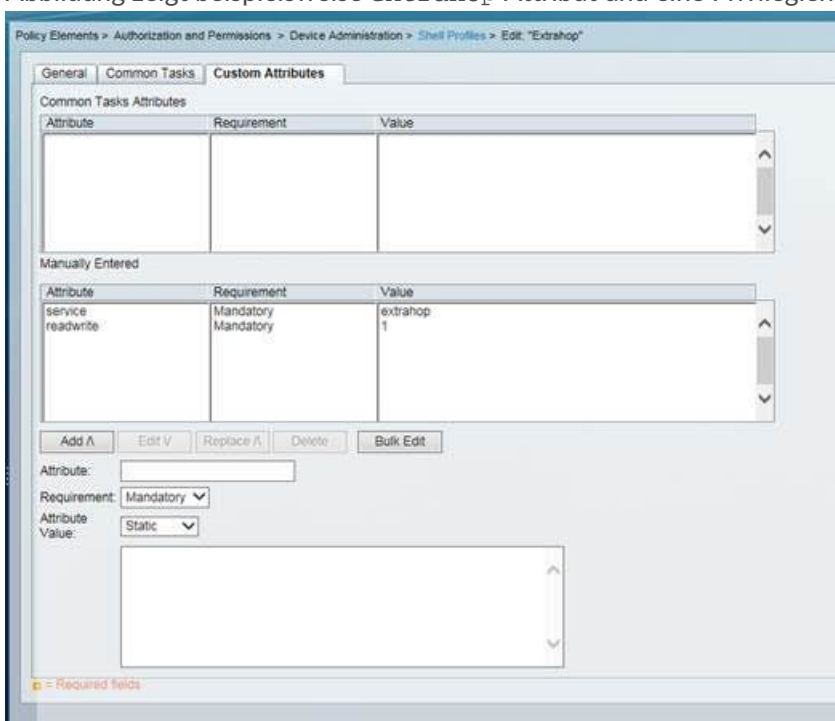 Policy Elements > Authorization and Permissions > Device Administration > Shell Profiles > Edit: "Extrahop"
General Common Tasks Custom Attributes
Common Tasks Attributes
Attribute Requirement Value
Manually Entered
Attribute Requirement Value
service Mandatory extrahop
readwrite Mandatory 1
Add Λ Edit V Replace Λ Delete Bulk Edit
Attribute:
Requirement: Mandatory
Attribute Value: Static
= Required fields